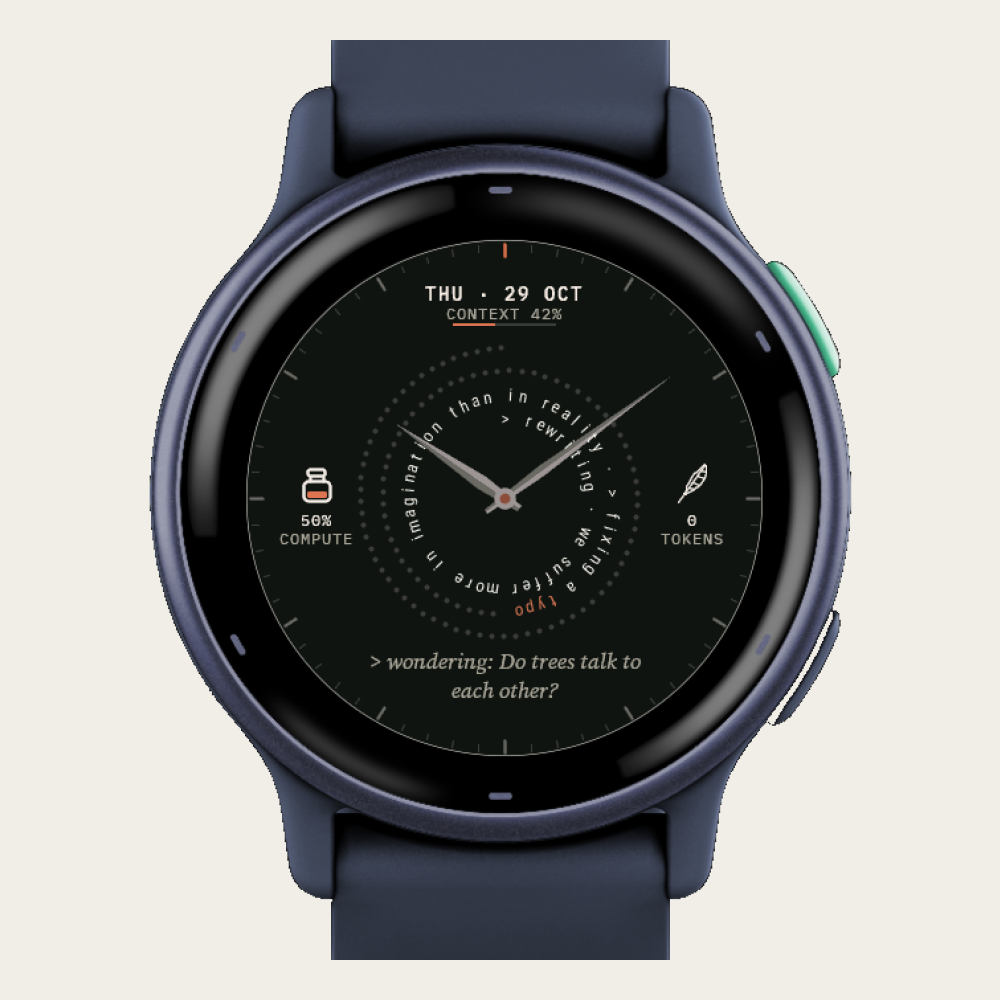 THU · 29 OCT
CONTEXT 42%
> rewriting · we suffer more in imagination than in reality · > fixing a typo
50%
COMPUTE
0
TOKENS
> wondering: Do trees talk to
each other?